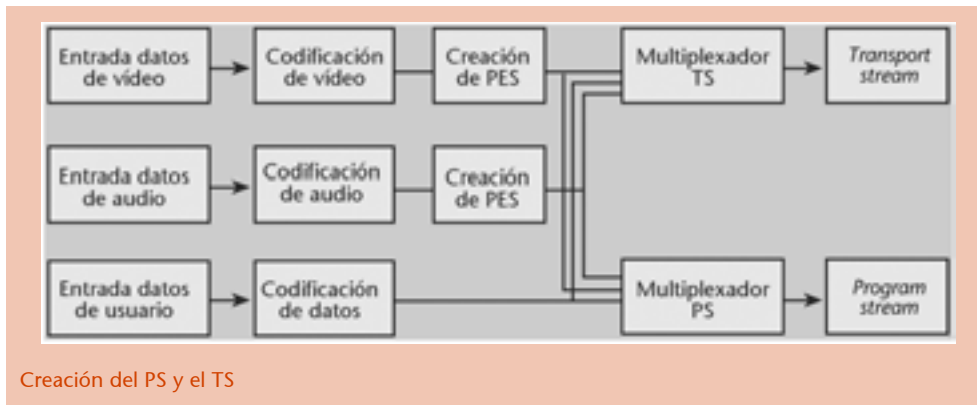 Entrada datos
de vídeo
Codificación
de vídeo
Creación
de PES
Multiplexador
TS
Transport
stream
Entrada datos
de audio
Codificación
de audio
Creación
de PES
Entrada datos
de usuario
Codificación
de datos
Multiplexador
PS
Program
stream
Creación del PS y el TS